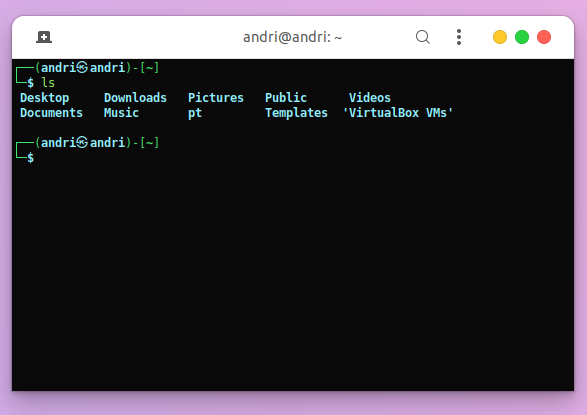 andri@andri: ~
┌──(andri㉿andri)-[~]
└─$ ls
Desktop Downloads Pictures Public Videos
Documents Music pt Templates 'VirtualBox VMs'
┌──(andri㉿andri)-[~]
└─$